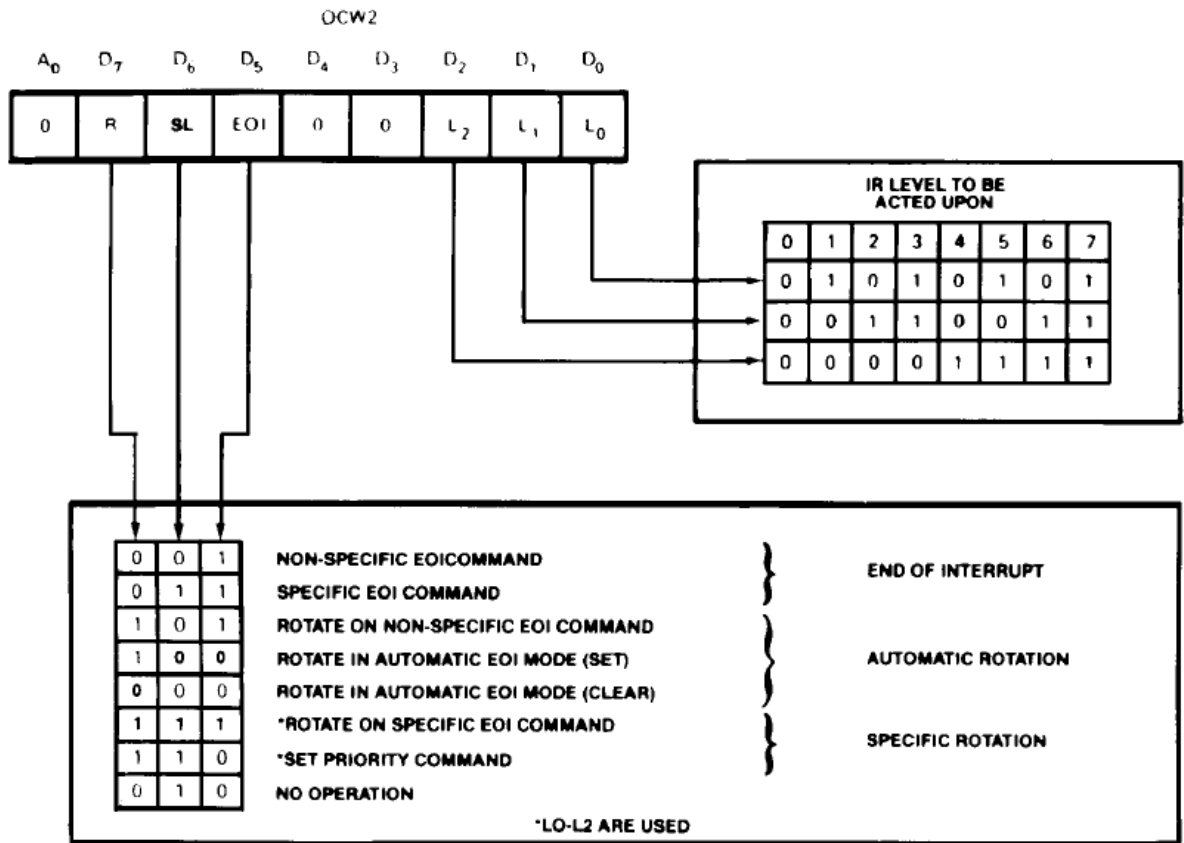 OCW2
A0 D7 D6 D5 D4 D3 D2 D1 D0
0 R SL EOI 0 0 L2 L1 L0
IR LEVEL TO BE
ACTED UPON
0 1 2 3 4 5 6 7
0 1 0 1 0 1 0 1
0 0 1 1 0 0 1 1
0 0 0 0 1 1 1 1
0 0 1 NON-SPECIFIC EOICOMMAND
0 1 1 SPECIFIC EOI COMMAND
END OF INTERRUPT
1 0 1 ROTATE ON NON-SPECIFIC EOI COMMAND
1 0 0 ROTATE IN AUTOMATIC EOI MODE (SET)
0 0 0 ROTATE IN AUTOMATIC EOI MODE (CLEAR)
AUTOMATIC ROTATION
1 1 1 *ROTATE ON SPECIFIC EOI COMMAND
1 1 0 *SET PRIORITY COMMAND
SPECIFIC ROTATION
0 1 0 NO OPERATION
*LO-L2 ARE USED